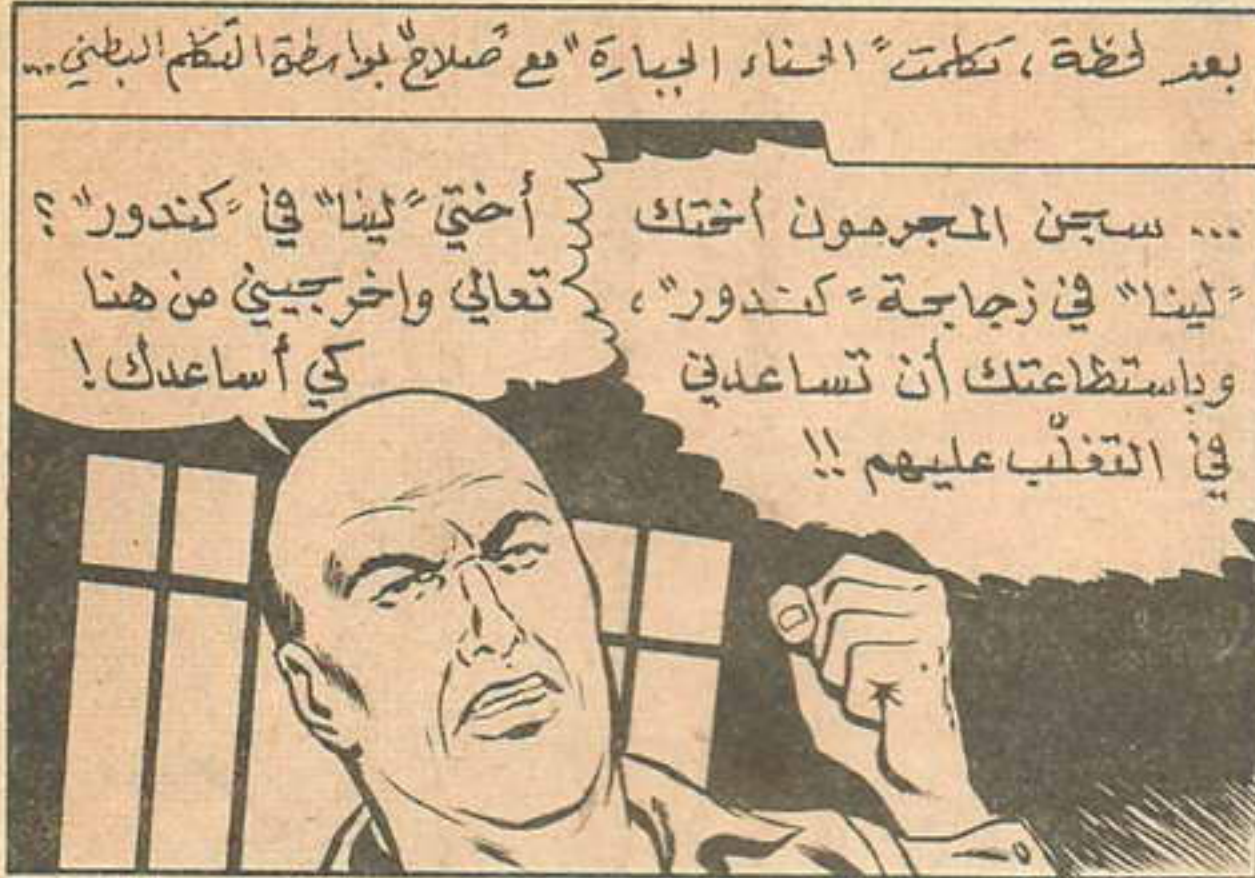 بعد لحظة، تكلمت "الحسناء الجبارة" مع "صلاح" بواسطة التكلم البطني...
... سجن المجرمون أختك
"لينا" في زجاجة "كندور"،
وباستطاعتك أن تساعدني
في التغلّب عليهم !!
أختي "لينا" في "كندور"؟
تعالي واخرجيني من هنا
كي أساعدك!